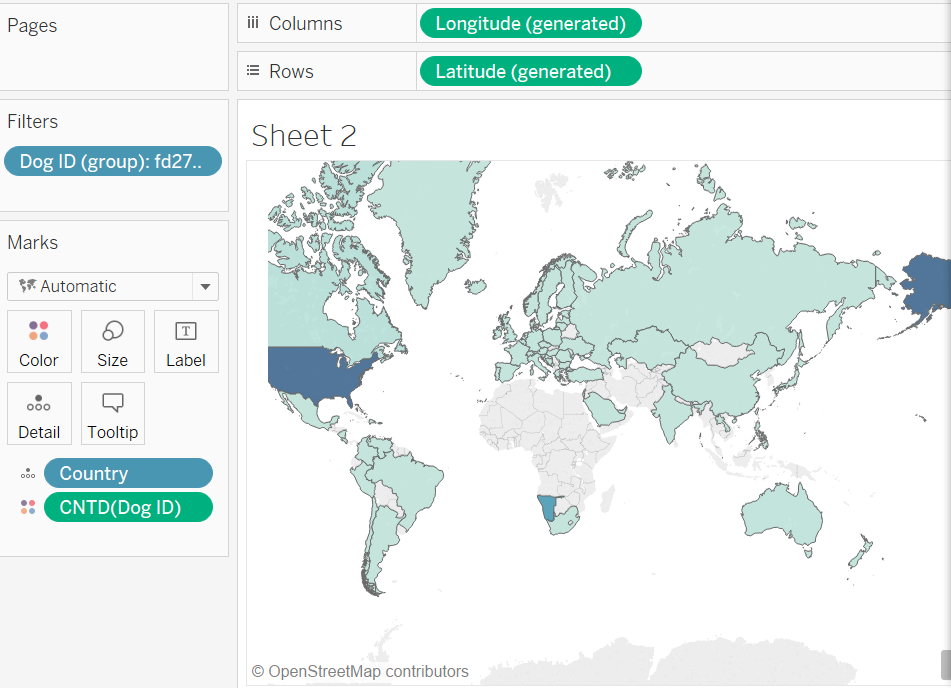 Pages
Columns
Longitude (generated)
Rows
Latitude (generated)
Filters
Dog ID (group): fd27..
Marks
Automatic
Color
Size
T
Label
Detail
Tooltip
Country
CNTD(Dog ID)
Sheet 2
© OpenStreetMap contributors